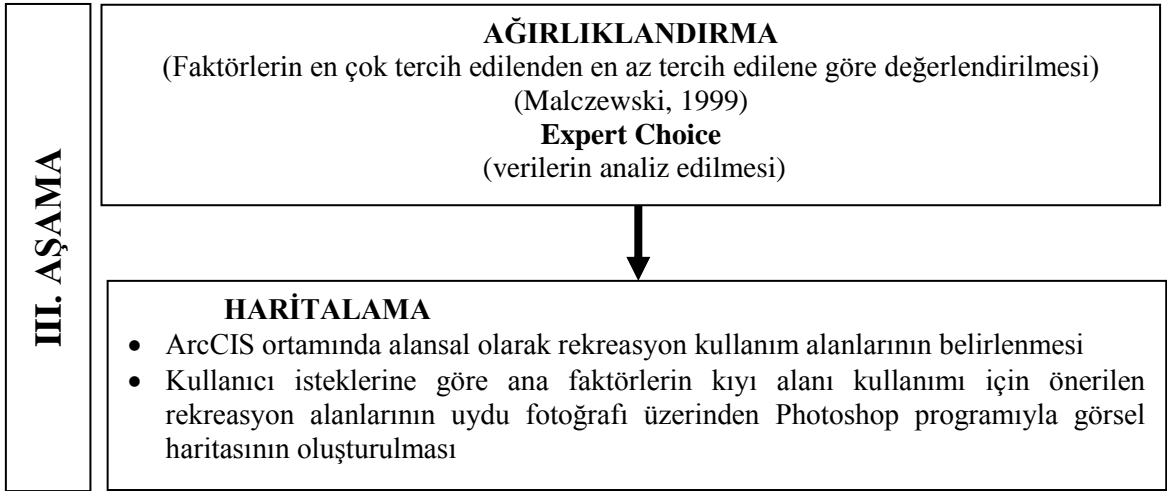 III. AŞAMA
AĞIRLIKLANDIRMA
(Faktörlerin en çok tercih edilenden en az tercih edilene göre değerlendirilmesi)
(Malczewski, 1999)
Expert Choice
(verilerin analiz edilmesi)
HARİTALAMA
• ArcCIS ortamında alansal olarak rekreasyon kullanım alanlarının belirlenmesi
• Kullanıcı isteklerine göre ana faktörlerin kıyı alanı kullanımı için önerilen
rekreasyon alanlarının uydu fotoğrafı üzerinden Photoshop programıyla görsel
haritasının oluşturulması